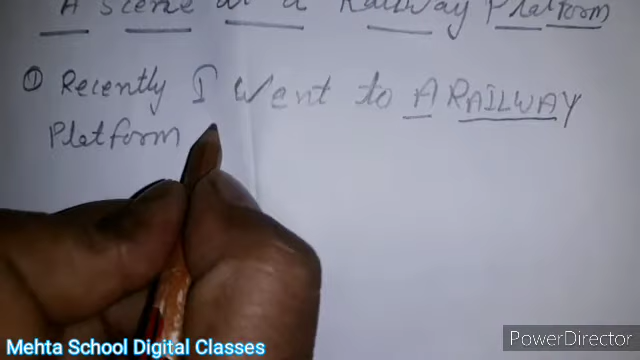 A Scene at a Railway Platform
① Recently I Went to A RAILWAY
Platform
PowerDirector
Mehta School Digital Classes